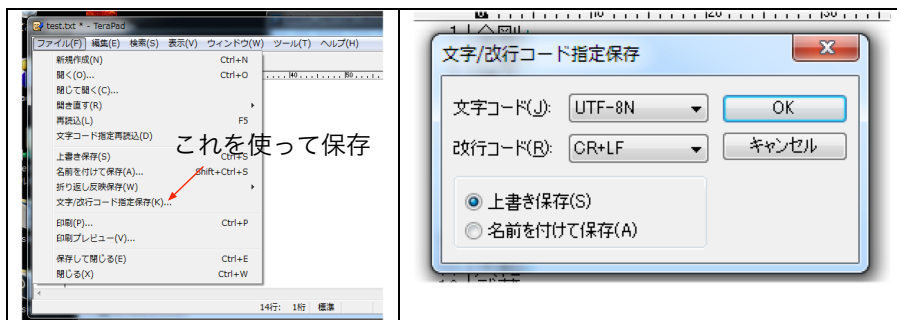 test.txt * - TeraPad
ファイル(F) 編集(E) 検索(S) 表示(V) ウィンドウ(W) ツール(T) ヘルプ(H)
新規作成(N) Ctrl+N
開く(O)... Ctrl+O
閉じて開く(C)...
開き直す(R)
再読込(L) F5
文字コード指定再読込(D)
これを使って保存
上書き保存(S) Ctrl+S
名前を付けて保存(A)... Shift+Ctrl+S
折り返し反映保存(W)
文字/改行コード指定保存(K)...
印刷(P)... Ctrl+P
印刷プレビュー(V)...
保存して閉じる(E) Ctrl+E
閉じる(X) Ctrl+W
14行: 1桁 標準
文字/改行コード指定保存
文字コード(J): UTF-8N OK
改行コード(R): CR+LF キャンセル
上書き保存(S)
名前を付けて保存(A)